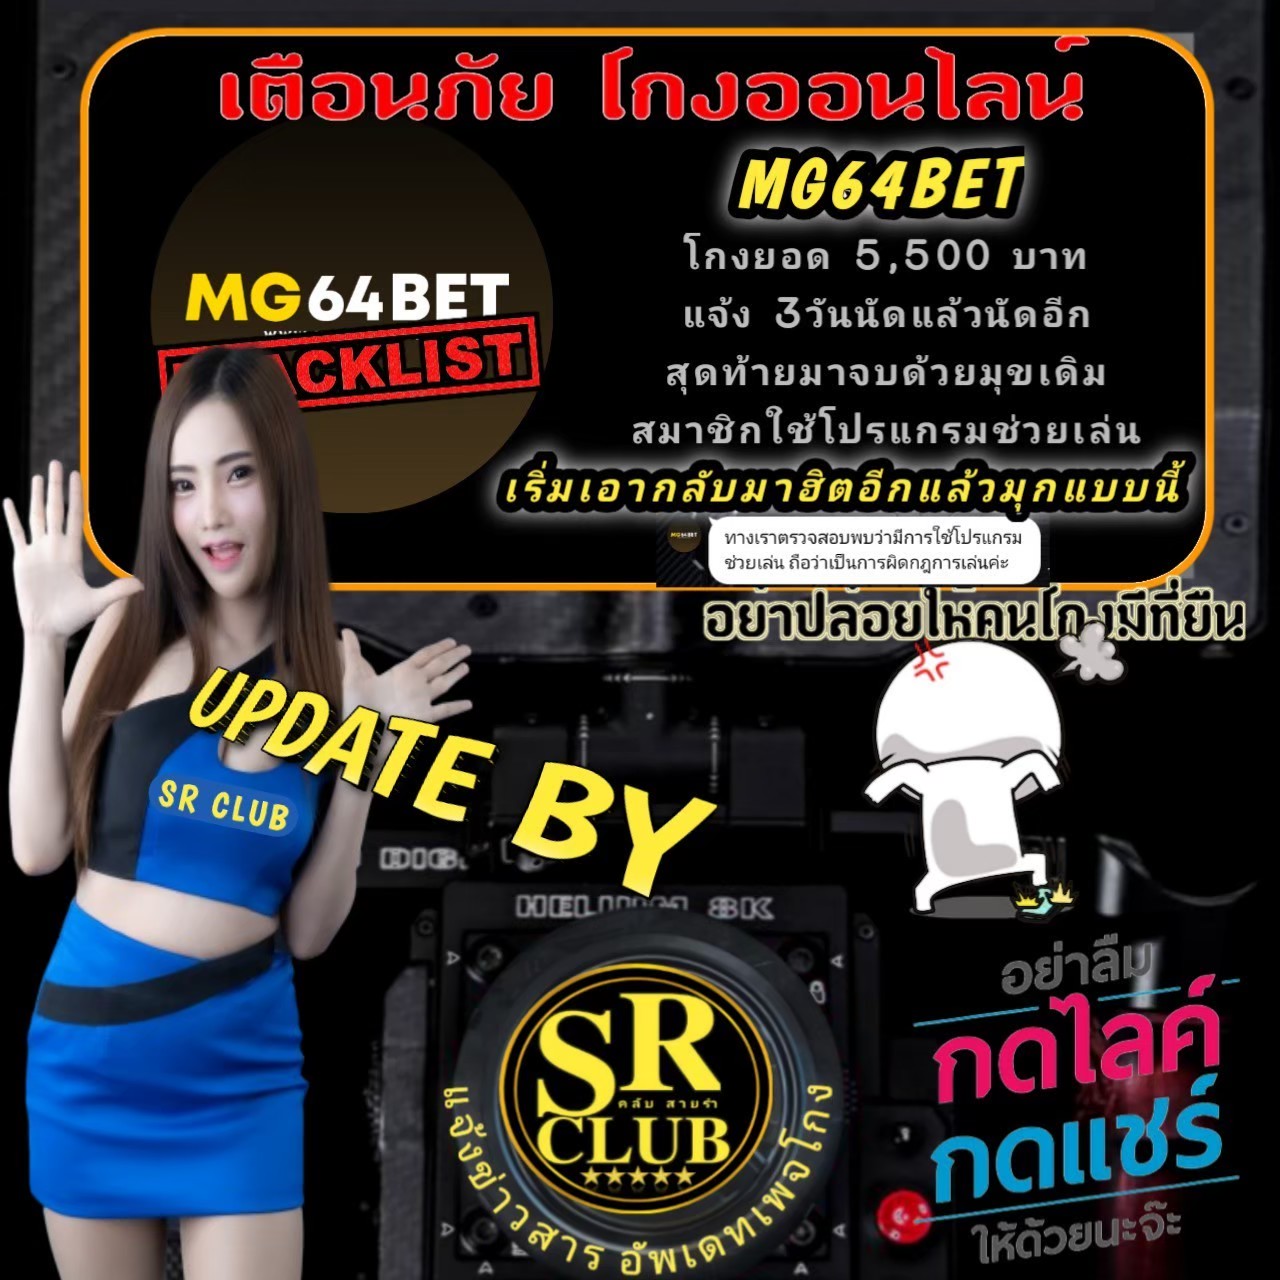 เตือนภัย โกงออนไลน์
MG64BET
MG64BET
โกงยอด 5,500 บาท
แจ้ง 3วันนัดแล้วนัดอีก
สุดท้ายมาจบด้วยมุขเดิม
สมาชิกใช้โปรแกรมช่วยเล่น
เริ่มเอากลับมาฮิตอีกแล้วมุกแบบนี้
MG64BET
ทางเราตรวจสอบพบว่ามีการใช้โปรแกรม
ช่วยเล่น ถือว่าเป็นการผิดกฎการเล่นค่ะ
อย่าปล่อยให้คนโกงมีที่ยืน
UPDATE BY
SR CLUB
HELIUM 8K
SR
คลับ สายรำ
CLUB
แจ้งข่าวสาร อัพเดทเพจโกง
อย่าลืม
กดไลค์
กดแชร์
ให้ด้วยนะจ๊ะ